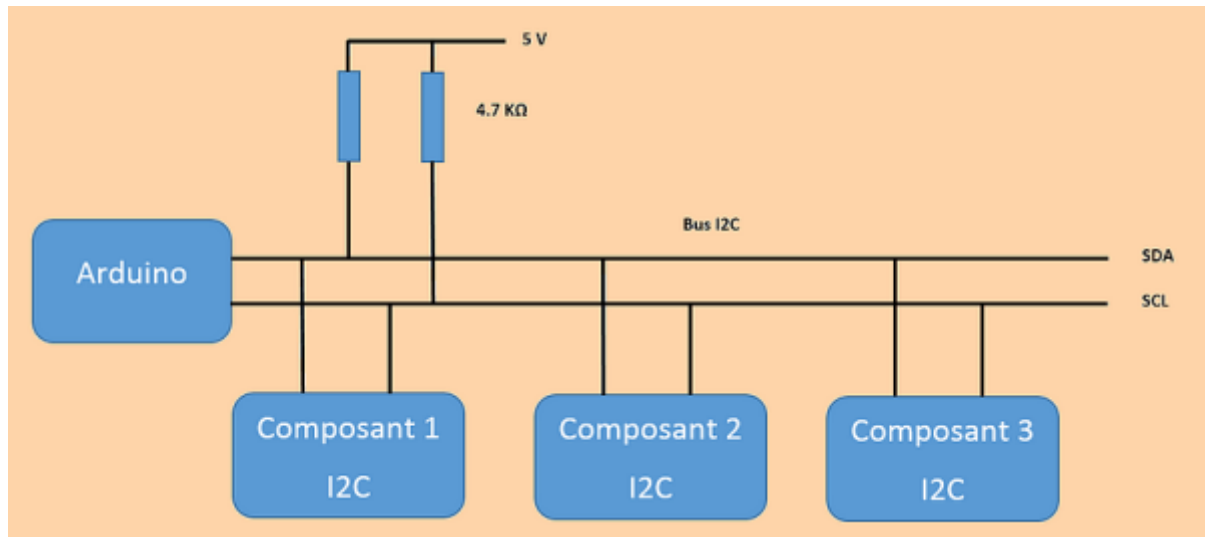 5 V
4.7 KΩ
Bus I2C
SDA
Arduino
SCL
Composant 1
I2C
Composant 2
I2C
Composant 3
I2C